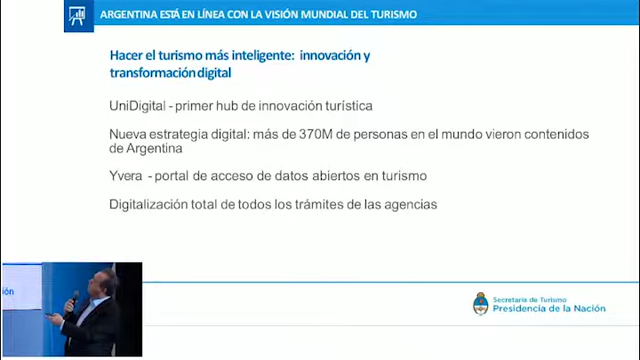 ARGENTINA ESTÁ EN LÍNEA CON LA VISIÓN MUNDIAL DEL TURISMO
Hacer el turismo más inteligente: innovación y
transformación digital
UniDigital - primer hub de innovación turística
Nueva estrategia digital: más de 370M de personas en el mundo vieron contenidos
de Argentina
Yvera - portal de acceso de datos abiertos en turismo
Digitalización total de todos los trámites de las agencias
ión
Secretaría de Turismo
Presidencia de la Nación